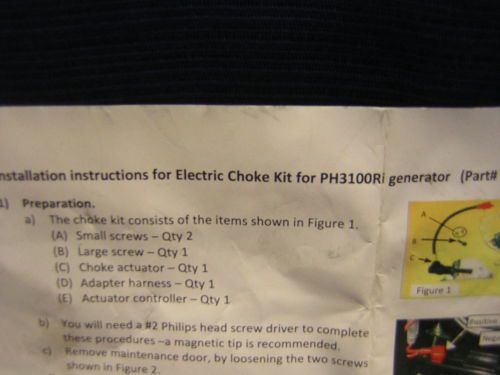 nstallation instructions for Electric Choke Kit for PH3100Ri generator (Part#
1) Preparation.
a) The choke kit consists of the items shown in Figure 1.
(A) Small screws – Qty 2
(B) Large screw – Qty 1
(C) Choke actuator – Qty 1
(D) Adapter harness – Qty 1
(E) Actuator controller – Qty 1
b) You will need a #2 Philips head screw driver to complete
these procedures –a magnetic tip is recommended.
c) Remove maintenance door, by loosening the two screws
shown in Figure 2.
A
B
C
Figure 1
Positive
Nega